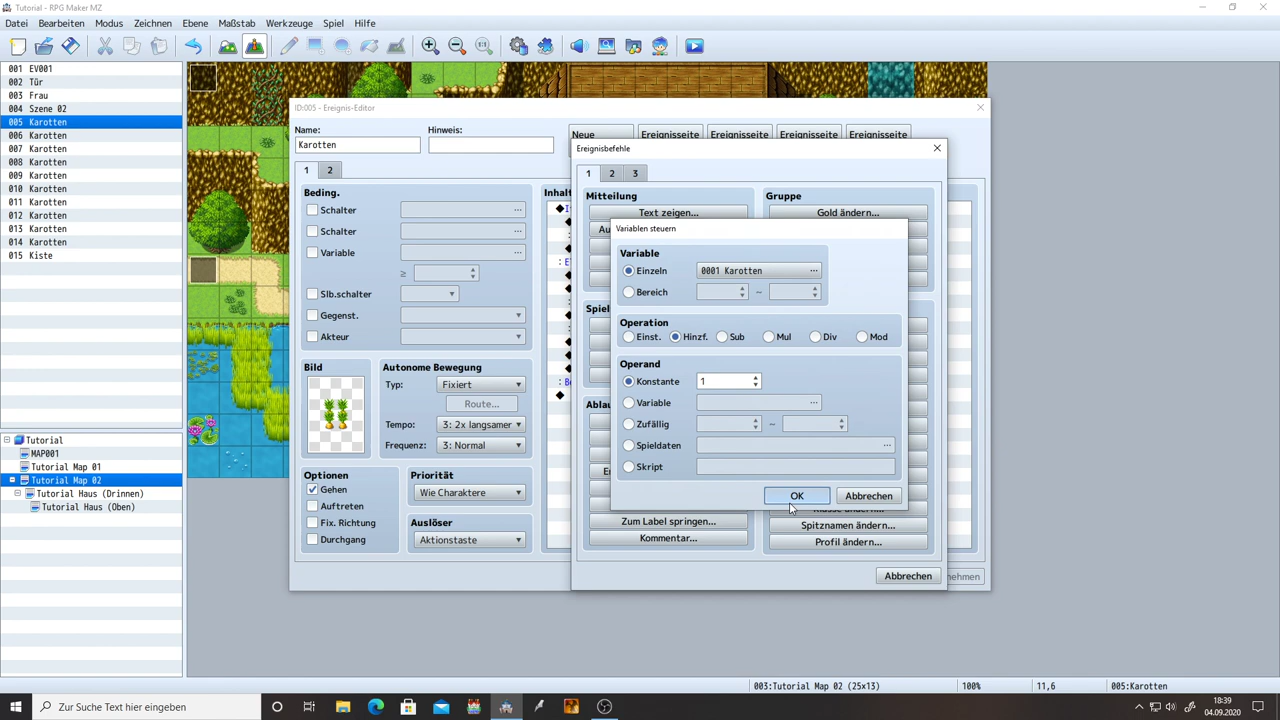 Tutorial - RPG Maker MZ
Datei Bearbeiten Modus Zeichnen Ebene Maßstab Werkzeuge Spiel Hilfe
001 EV001
002 Tür
003 Frau
004 Szene 02
005 Karotten
006 Karotten
007 Karotten
008 Karotten
009 Karotten
010 Karotten
011 Karotten
012 Karotten
013 Karotten
014 Karotten
015 Kiste
Tutorial
MAP001
Tutorial Map 01
Tutorial Map 02
Tutorial Haus (Drinnen)
Tutorial Haus (Oben)
ID:005 - Ereignis-Editor
Name: Hinweis:
Karotten
Neue Ereignisseite Ereignisseite Ereignisseite Ereignisseite
1 2
Beding.
Schalter ...
Schalter ...
Variable ...
≥
Slb.schalter
Gegenst.
Akteur
Bild
Autonome Bewegung
Typ: Fixiert
Route...
Tempo: 3: 2x langsamer
Frequenz: 3: Normal
Optionen
Gehen
Auftreten
Fix. Richtung
Durchgang
Priorität
Wie Charaktere
Auslöser
Aktionstaste
Inhalt
Ereignisbefehle
1 2 3
Mitteilung Gruppe
Text zeigen... Gold ändern...
Variablen steuern
Variable
Einzeln 0001 Karotten ...
Bereich ~
Operation
Einst. Hinzf. Sub Mul Div Mod
Operand
Konstante 1
Variable ...
Zufällig ~
Spieldaten ...
Skript
OK Abbrechen
Zum Label springen... Spitznamen ändern...
Kommentar... Profil ändern...
Abbrechen
003:Tutorial Map 02 (25x13) 100% 11,6 005:Karotten
Zur Suche Text hier eingeben
18:39
04.09.2020